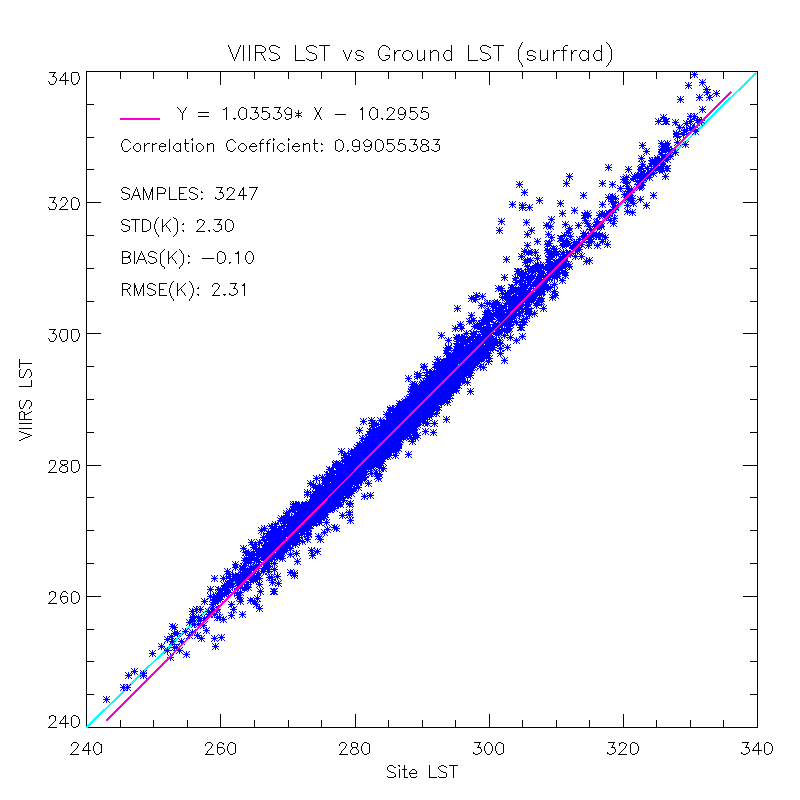 VIIRS LST vs Ground LST (surfrad)
Y = 1.03539* X − 10.2955
Correlation Coefficient: 0.99055383
SAMPLES: 3247
STD(K): 2.30
BIAS(K): −0.10
RMSE(K): 2.31
340
320
300
280
260
240
VIIRS LST
240 260 280 300 320 340
Site LST